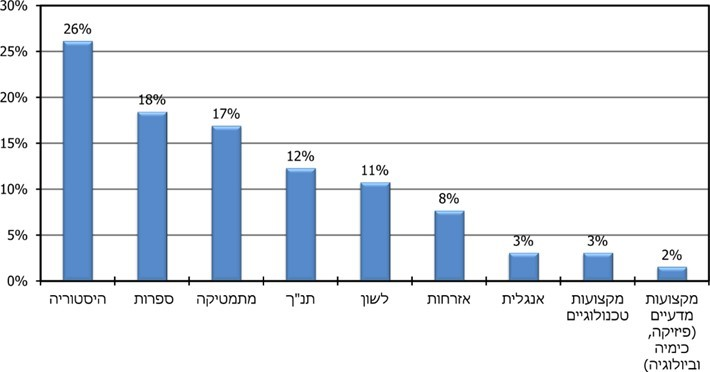 30%
25%
20%
15%
10%
5%
0%
26%
18%
17%
12%
11%
8%
3%
3%
2%
היסטוריה
ספרות
מתמטיקה
תנ"ך
לשון
אזרחות
אנגלית
מקצועות
טכנולוגיים
מקצועות
מדעיים
(פיזיקה,
כימיה
וביולוגיה)